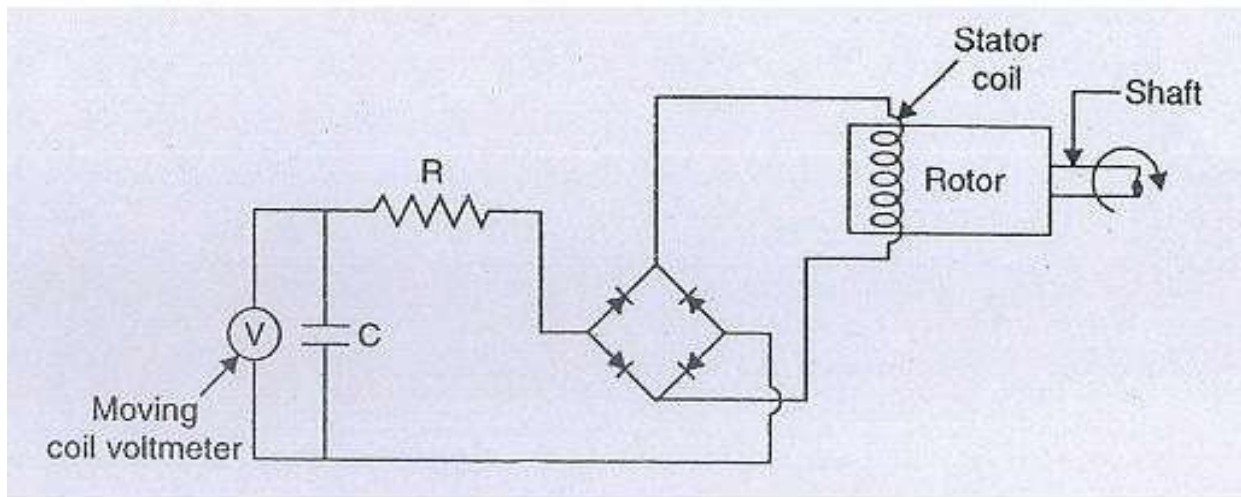 Stator
coil
Shaft
R
Rotor
V
C
Moving
coil voltmeter